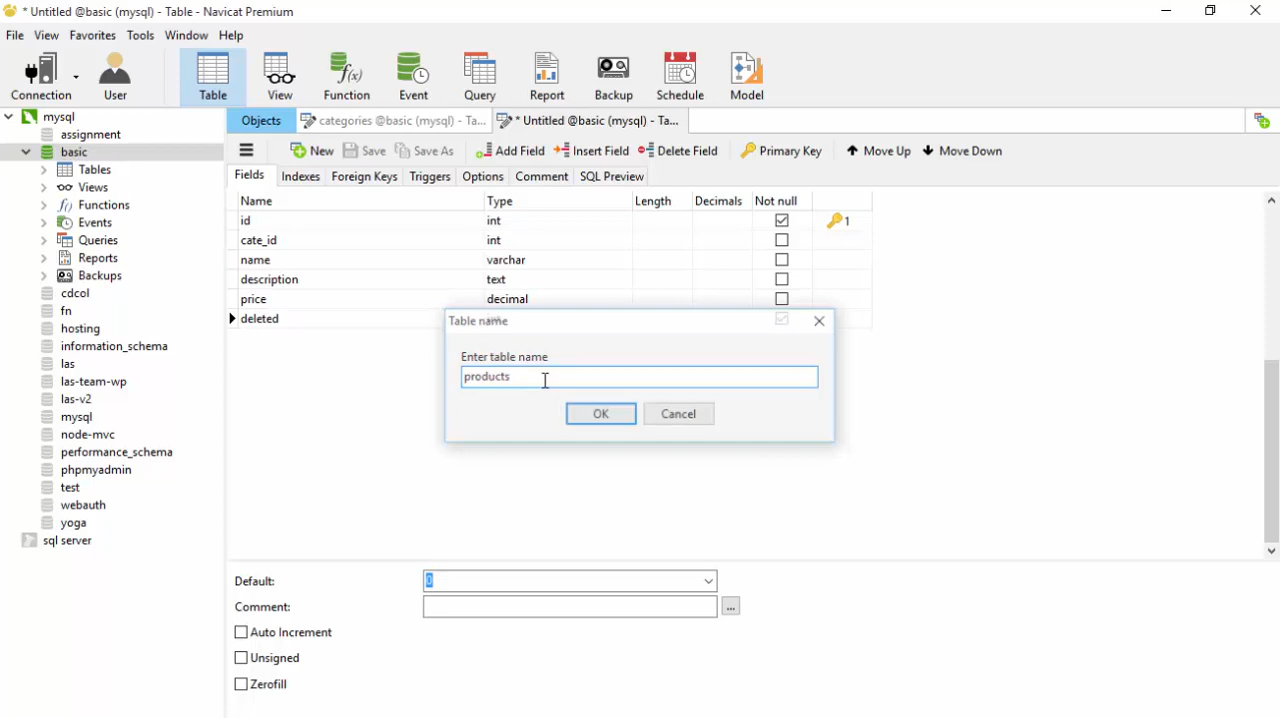 * Untitled @basic (mysql) - Table - Navicat Premium
File View Favorites Tools Window Help
Connection User Table View Function Event Query Report Backup Schedule Model
f(x)
mysql
assignment
basic
Tables
Views
Functions
Events
Queries
Reports
Backups
cdcol
fn
hosting
information_schema
las
las-team-wp
las-v2
mysql
node-mvc
performance_schema
phpmyadmin
test
webauth
yoga
sql server
Objects categories @basic (mysql) - Ta... * Untitled @basic (mysql) - Ta...
New Save Save As Add Field Insert Field Delete Field Primary Key Move Up Move Down
Fields Indexes Foreign Keys Triggers Options Comment SQL Preview
Name Type Length Decimals Not null
id int 1
cate_id int
name varchar
description text
price decimal
deleted
Table name
Enter table name
products
OK Cancel
Default: 0
Comment: ...
Auto Increment
Unsigned
Zerofill